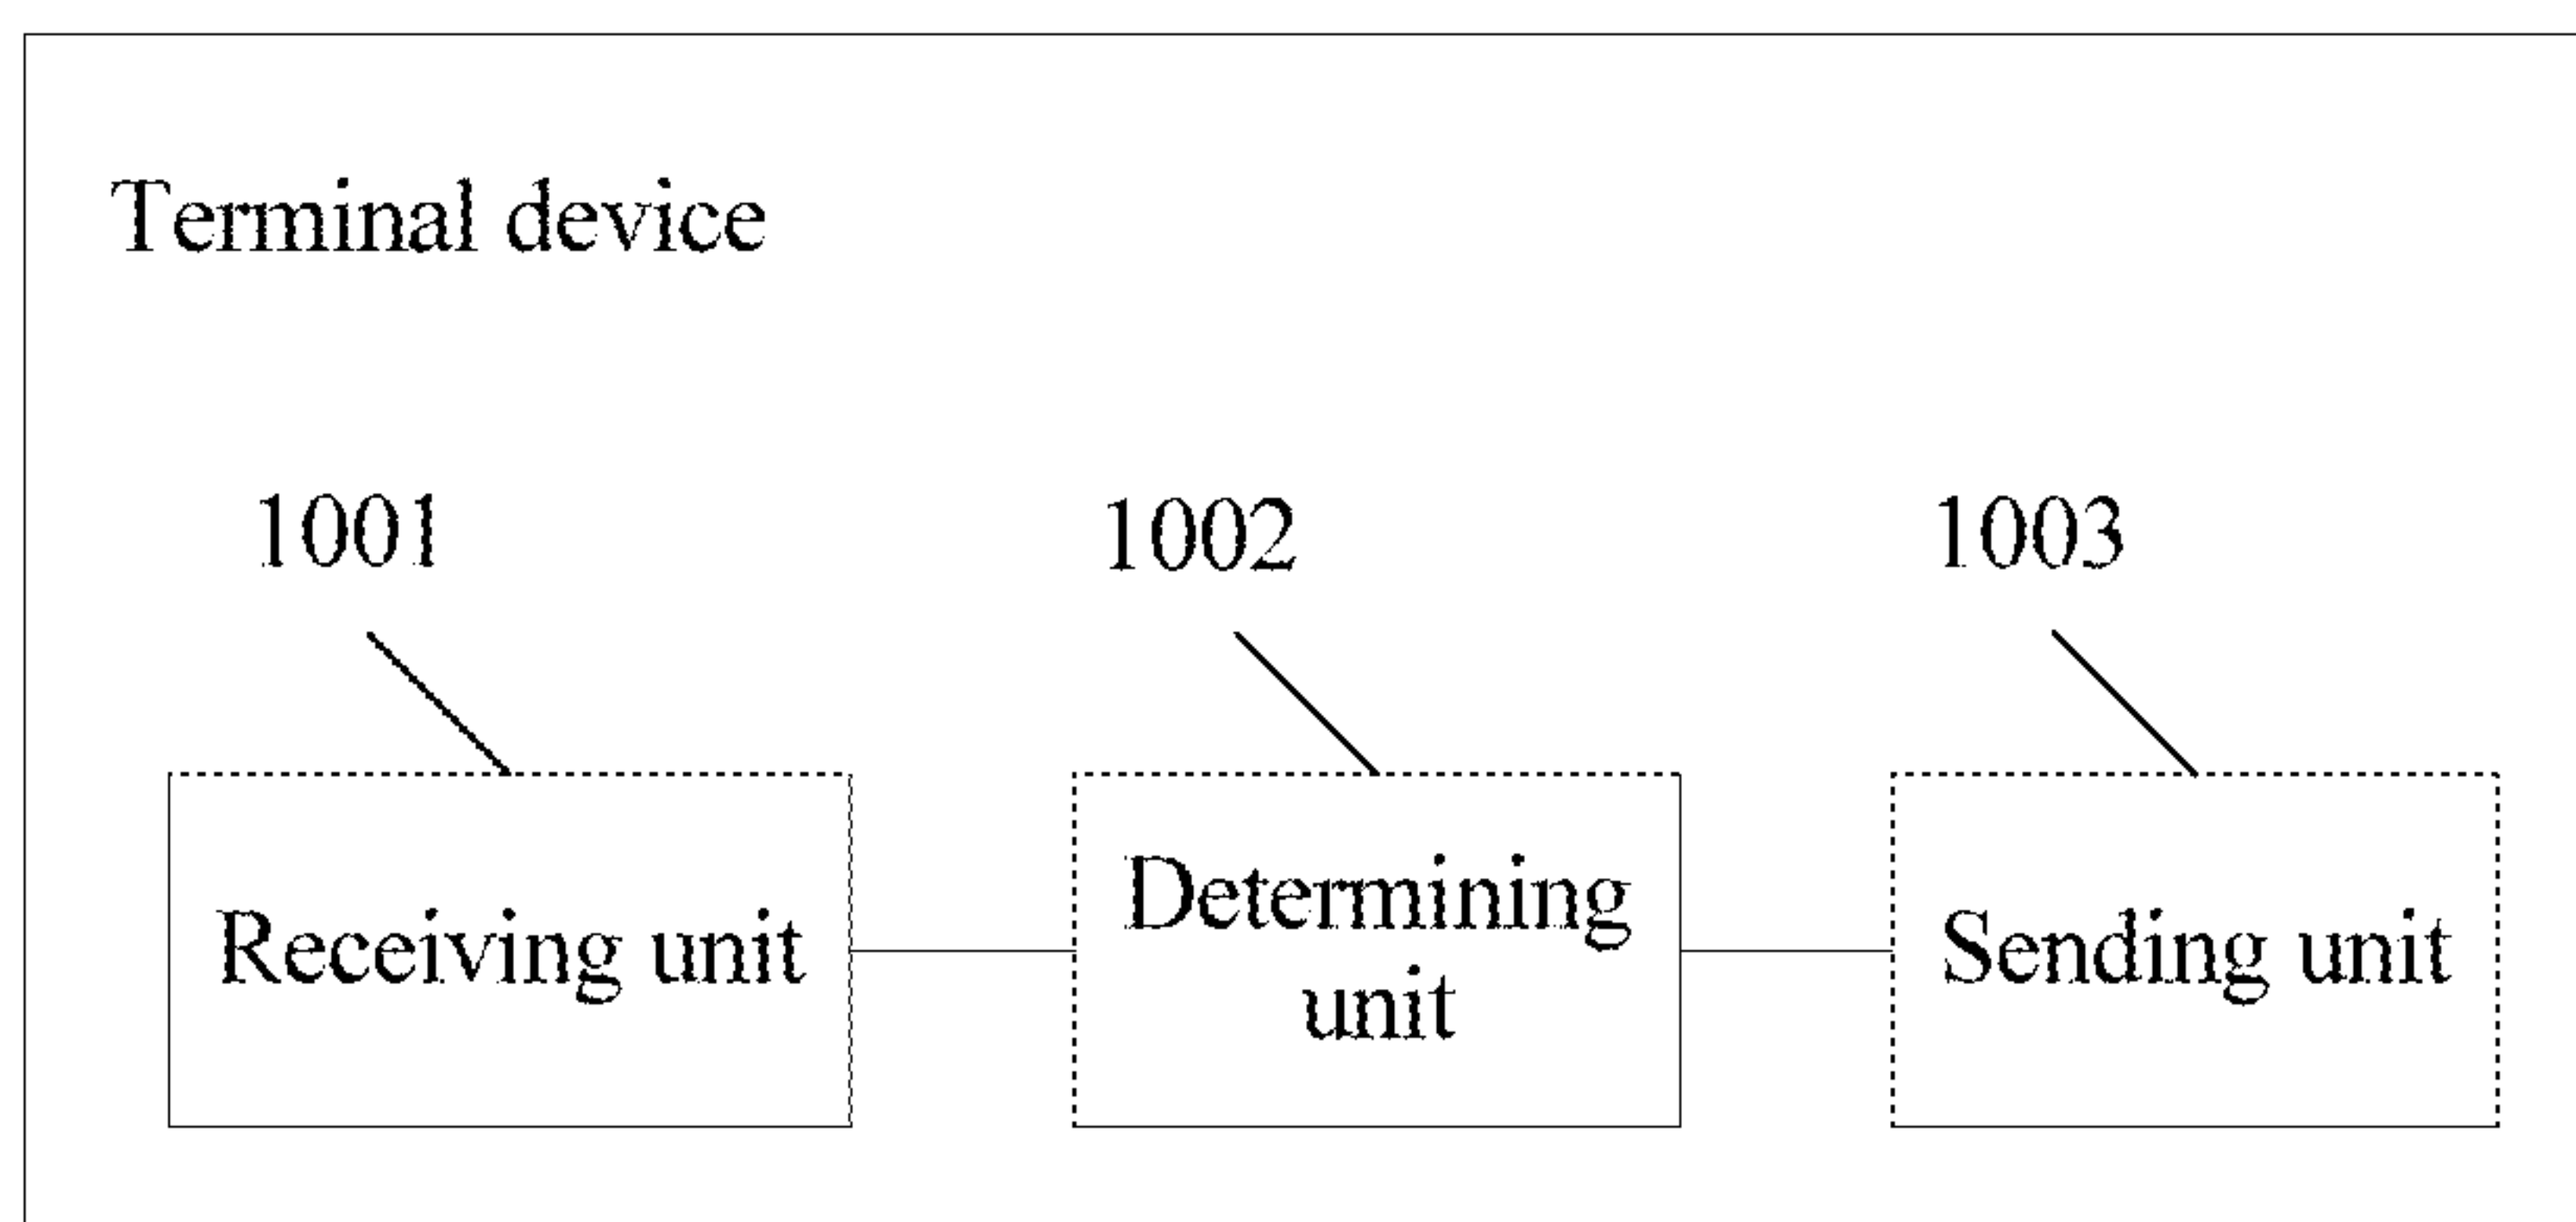 Terminal device
1001
1002
1003
Receiving unit
Determining
unit
Sending unit